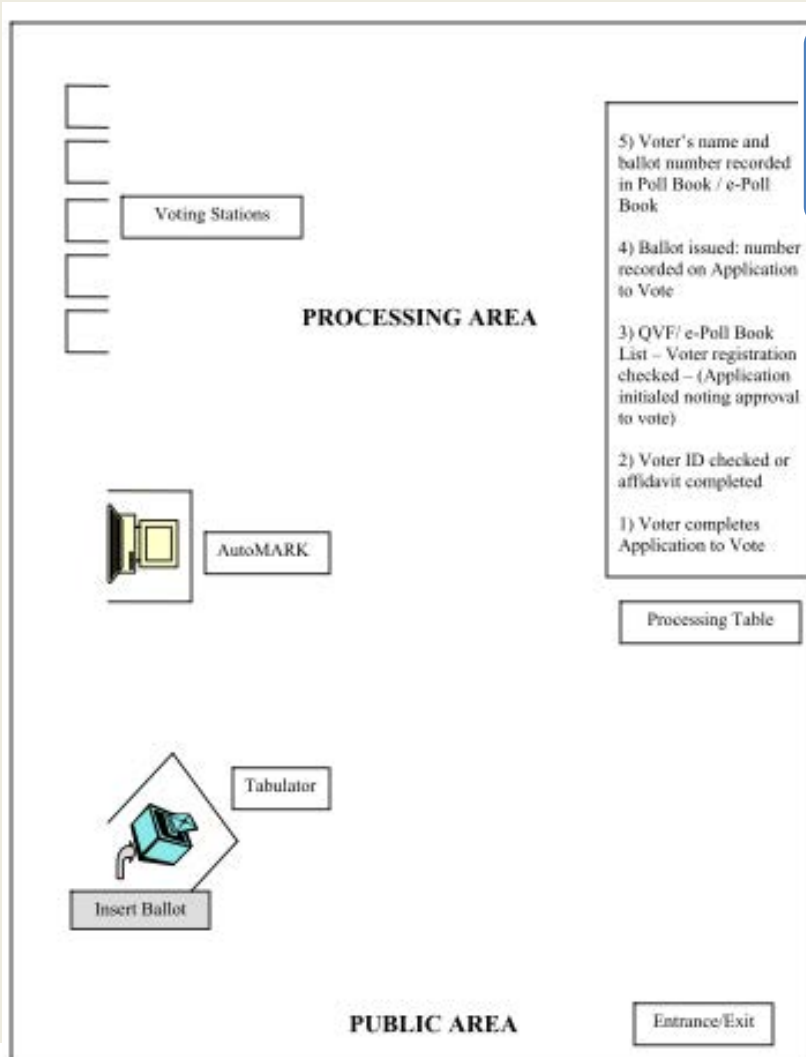 5) Voter's name and
ballot number recorded
in Poll Book / e-Poll
Book
Voting Stations
4) Ballot issued: number
recorded on Application
to Vote
PROCESSING AREA
3) QVF/ e-Poll Book
List – Voter registration
checked – (Application
initialed noting approval
to vote)
2) Voter ID checked or
affidavit completed
1) Voter completes
Application to Vote
AutoMARK
Processing Table
Tabulator
Insert Ballot
PUBLIC AREA
Entrance/Exit